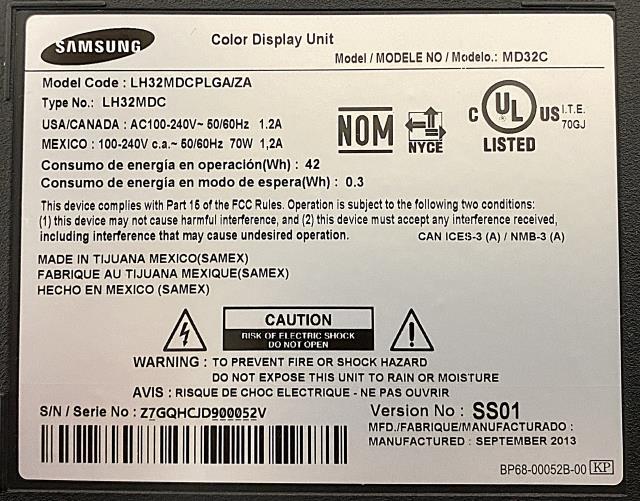 SAMSUNG
Color Display Unit
Model / MODELE NO / Modelo.: MD32C
Model Code : LH32MDCPLGA/ZA
Type No.: LH32MDC
USA/CANADA : AC100-240V~ 50/60Hz 1.2A
MEXICO : 100-240V c.a.~ 50/60Hz 70W 1,2A
NOM
NYCE
C UL US I.T.E.
70GJ
LISTED
Consumo de energía en operación(Wh) : 42
Consumo de energía en modo de espera(Wh) : 0.3
This device complies with Part 15 of the FCC Rules. Operation is subject to the following two conditions:
(1) this device may not cause harmful interference, and (2) this device must accept any interference received,
including interference that may cause undesired operation. CAN ICES-3 (A) / NMB-3 (A)
MADE IN TIJUANA MEXICO(SAMEX)
FABRIQUE AU TIJUANA MEXIQUE(SAMEX)
HECHO EN MEXICO (SAMEX)
CAUTION
RISK OF ELECTRIC SHOCK
DO NOT OPEN
WARNING : TO PREVENT FIRE OR SHOCK HAZARD
DO NOT EXPOSE THIS UNIT TO RAIN OR MOISTURE
AVIS : RISQUE DE CHOC ELECTRIQUE - NE PAS OUVRIR
S/N / Serie No : Z7GQHCJD900052V
Version No : SS01
MFD./FABRIQUE/MANUFACTURADO :
MANUFACTURED : SEPTEMBER 2013
BP68-00052B-00 KP